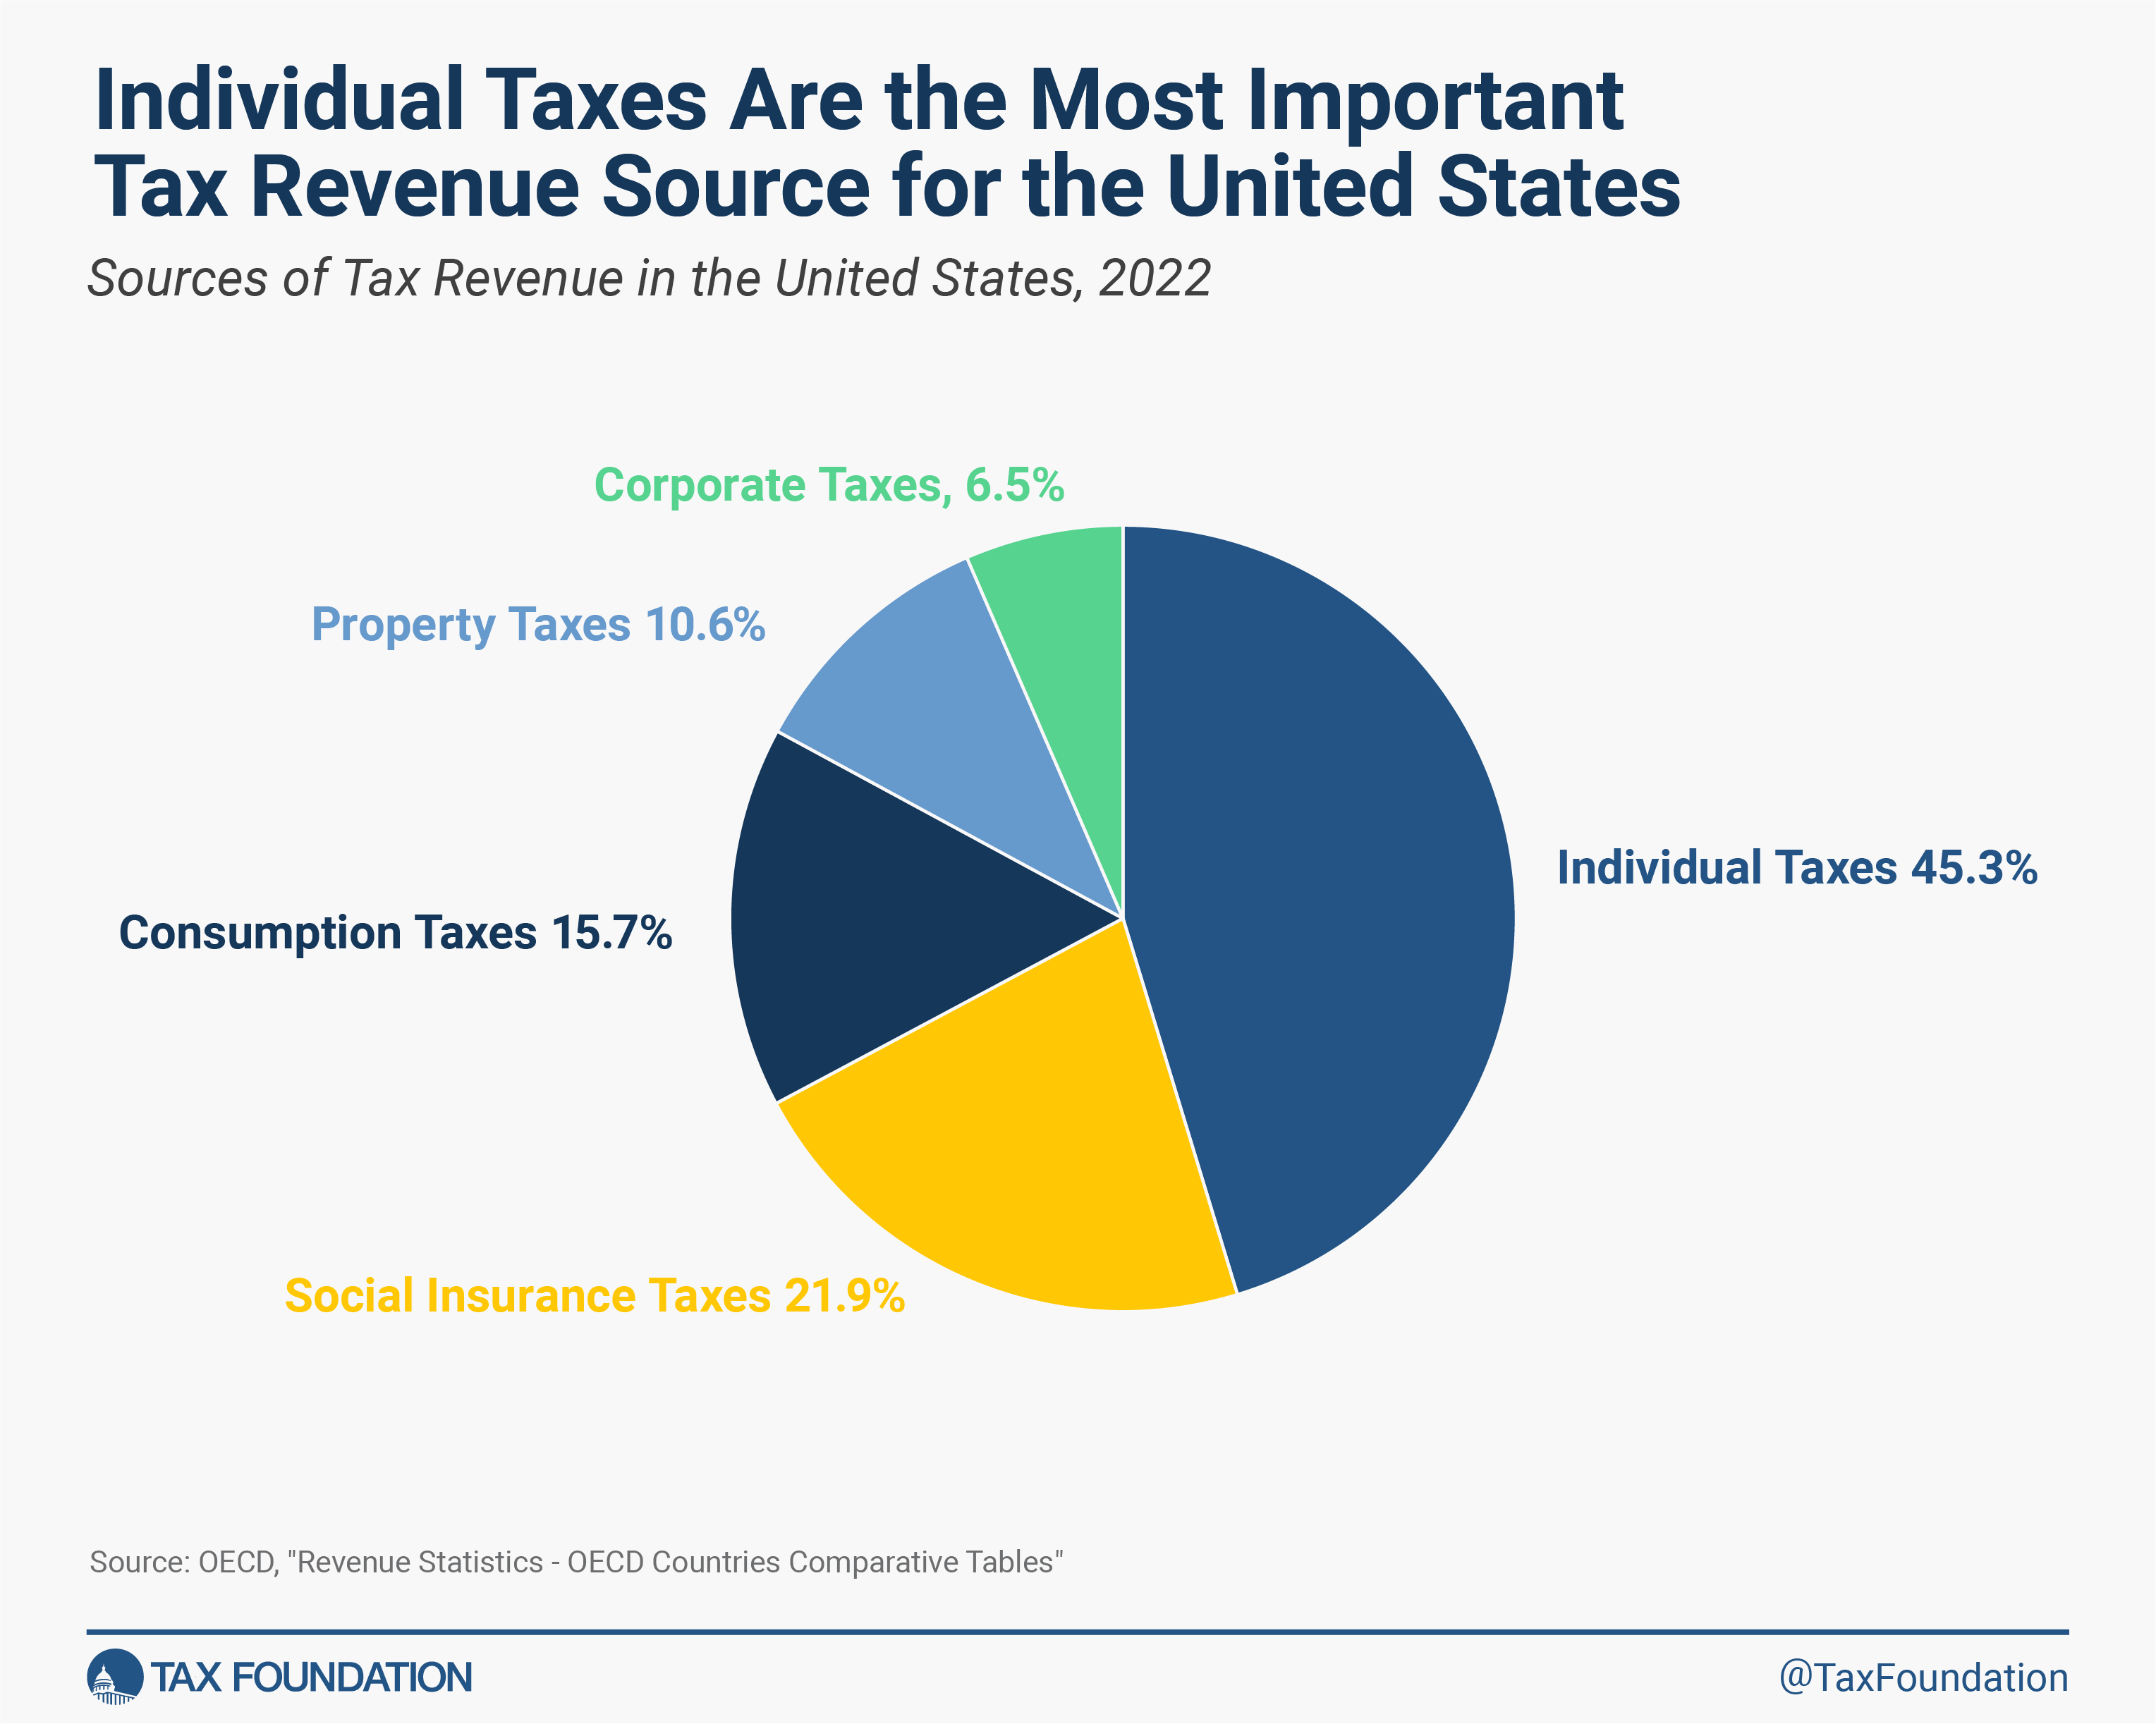 Individual Taxes Are the Most Important
Tax Revenue Source for the United States
Sources of Tax Revenue in the United States, 2022
Corporate Taxes, 6.5%
Property Taxes 10.6%
Individual Taxes 45.3%
Consumption Taxes 15.7%
Social Insurance Taxes 21.9%
Source: OECD, "Revenue Statistics - OECD Countries Comparative Tables"
TAX FOUNDATION
@TaxFoundation